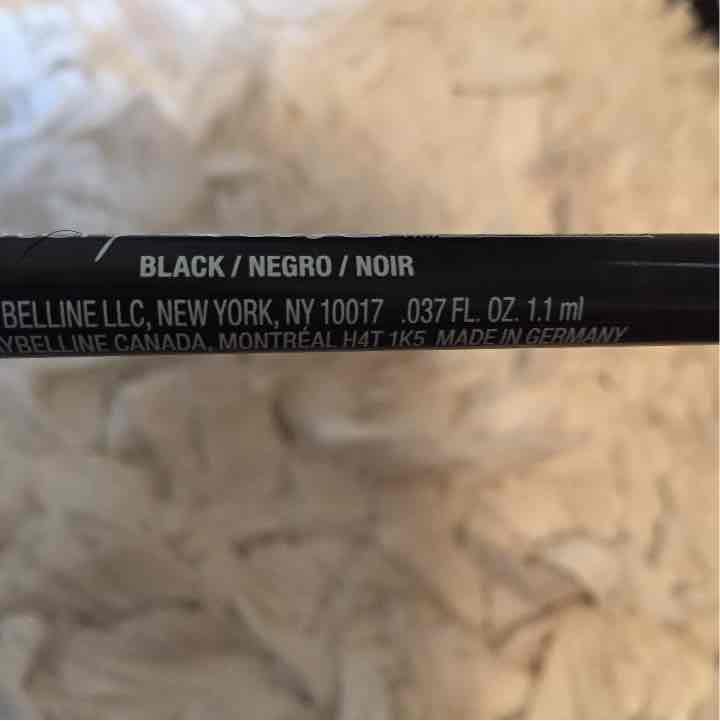 BLACK / NEGRO / NOIR
BELLINE LLC, NEW YORK, NY 10017 .037 FL. OZ. 1.1 ml
YBELLINE CANADA, MONTRÉAL H4T 1K5 MADE IN GERMANY